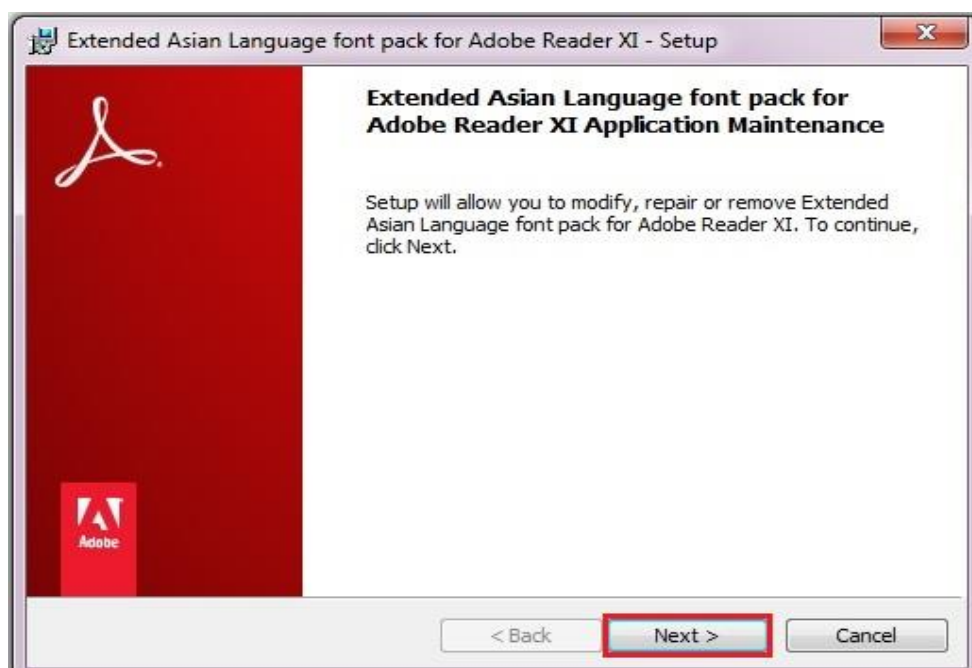 Extended Asian Language font pack for Adobe Reader XI - Setup
Extended Asian Language font pack for
Adobe Reader XI Application Maintenance
Setup will allow you to modify, repair or remove Extended
Asian Language font pack for Adobe Reader XI. To continue,
click Next.
Adobe
< Back
Next >
Cancel